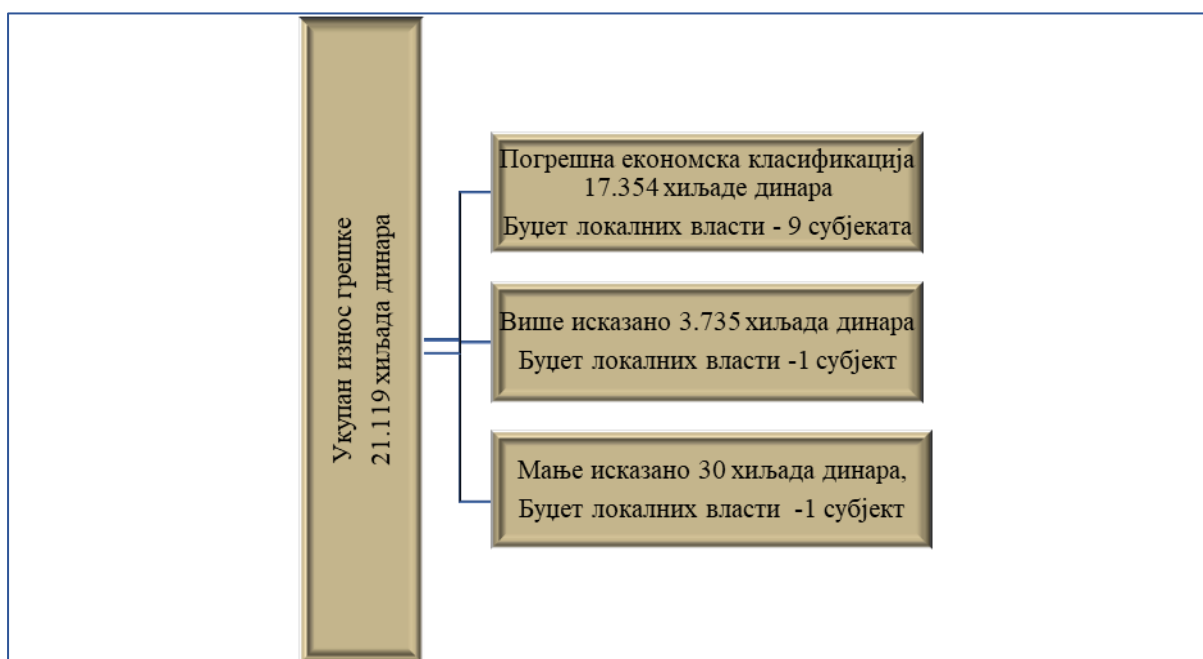 Укупан износ грешке
21.119 хиљада динара
Погрешна економска класификација
17.354 хиљаде динара
Буџет локалних власти - 9 субјеката
Више исказано 3.735 хиљада динара
Буџет локалних власти -1 субјект
Мање исказано 30 хиљада динара,
Буџет локалних власти -1 субјект